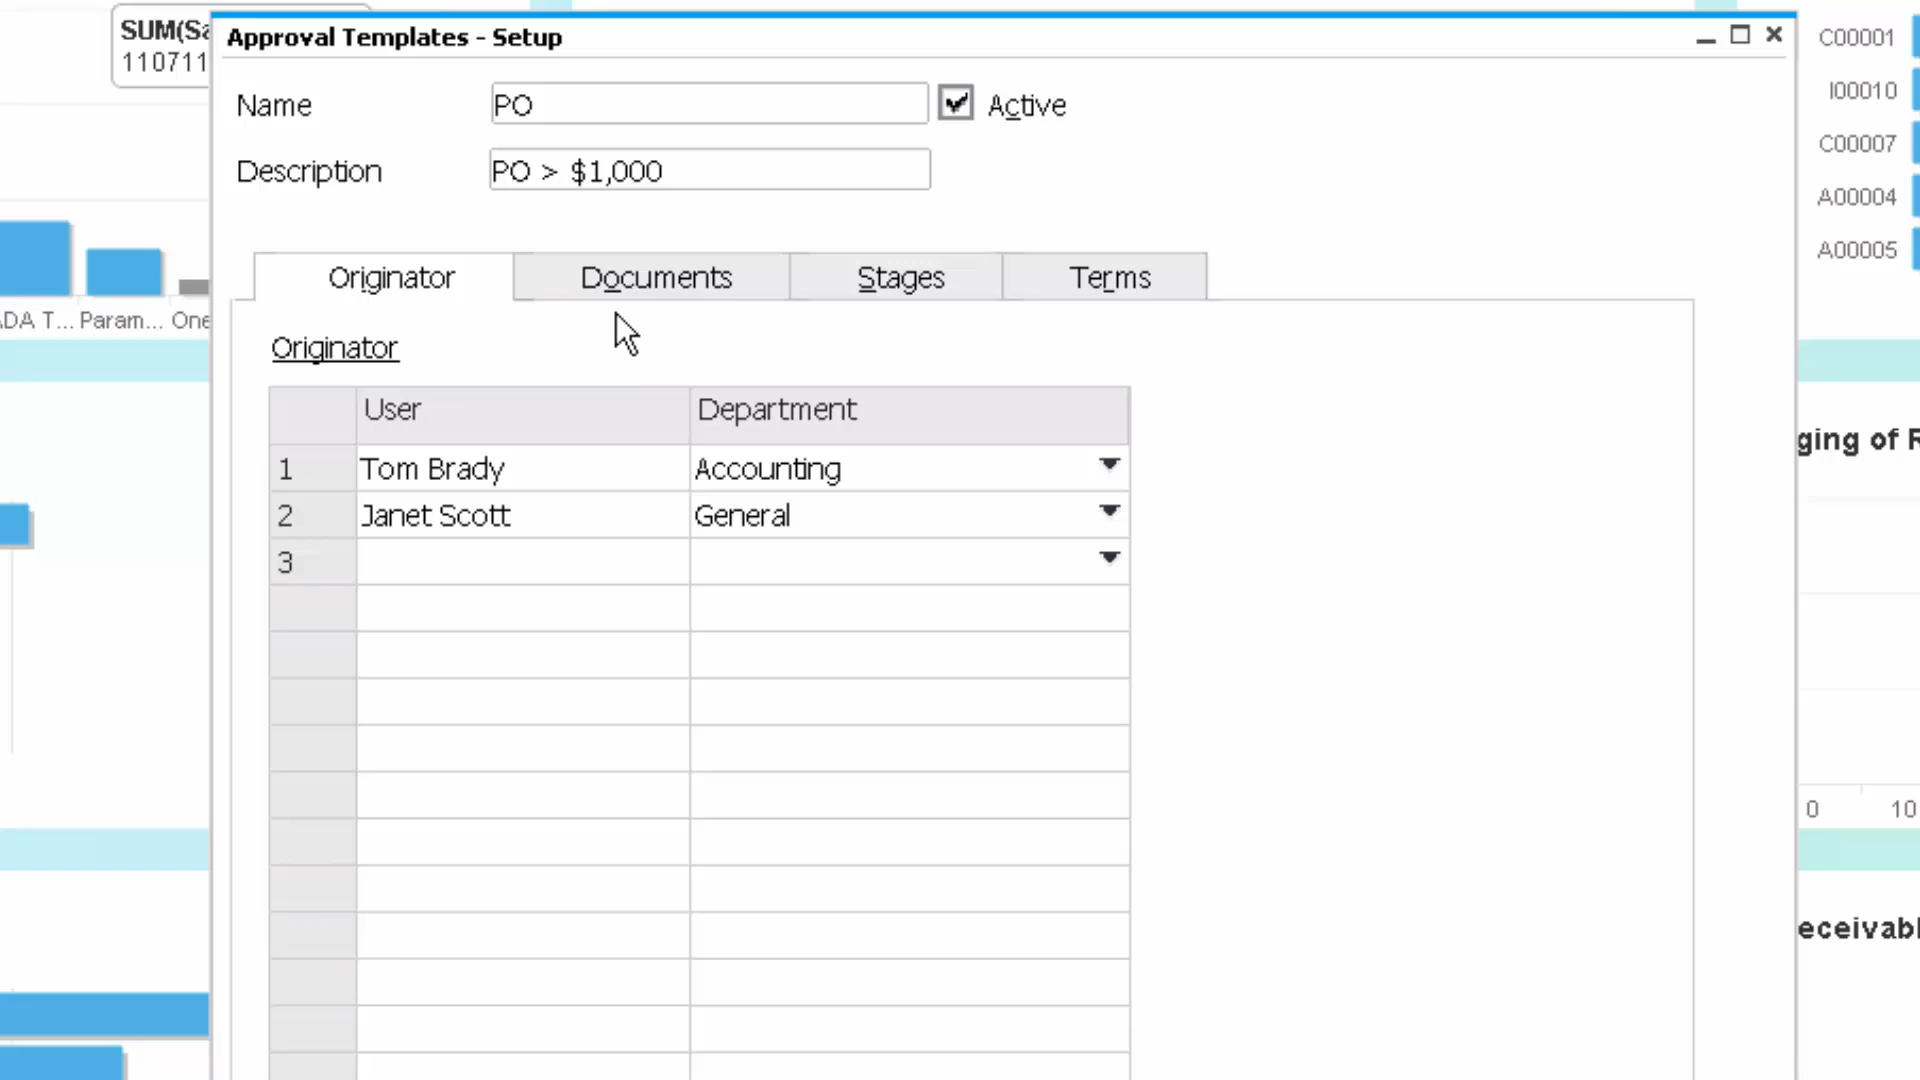 SUM(Sa
110711
Approval Templates - Setup
Name
PO
Active
Description
PO > $1,000
Originator
Documents
Stages
Terms
Originator
User
Department
1
Tom Brady
Accounting
2
Janet Scott
General
3
DA T... Param... One
C00001
I00010
C00007
A00004
A00005
ging of R
0
10
eceivabl